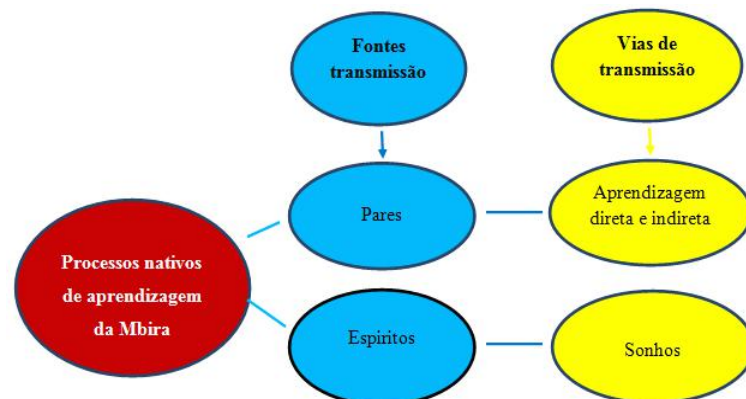 Fontes
transmissão
Vias de
transmissão
Pares
Aprendizagem
direta e indireta
Processos nativos
de aprendizagem
da Mbira
Espiritos
Sonhos